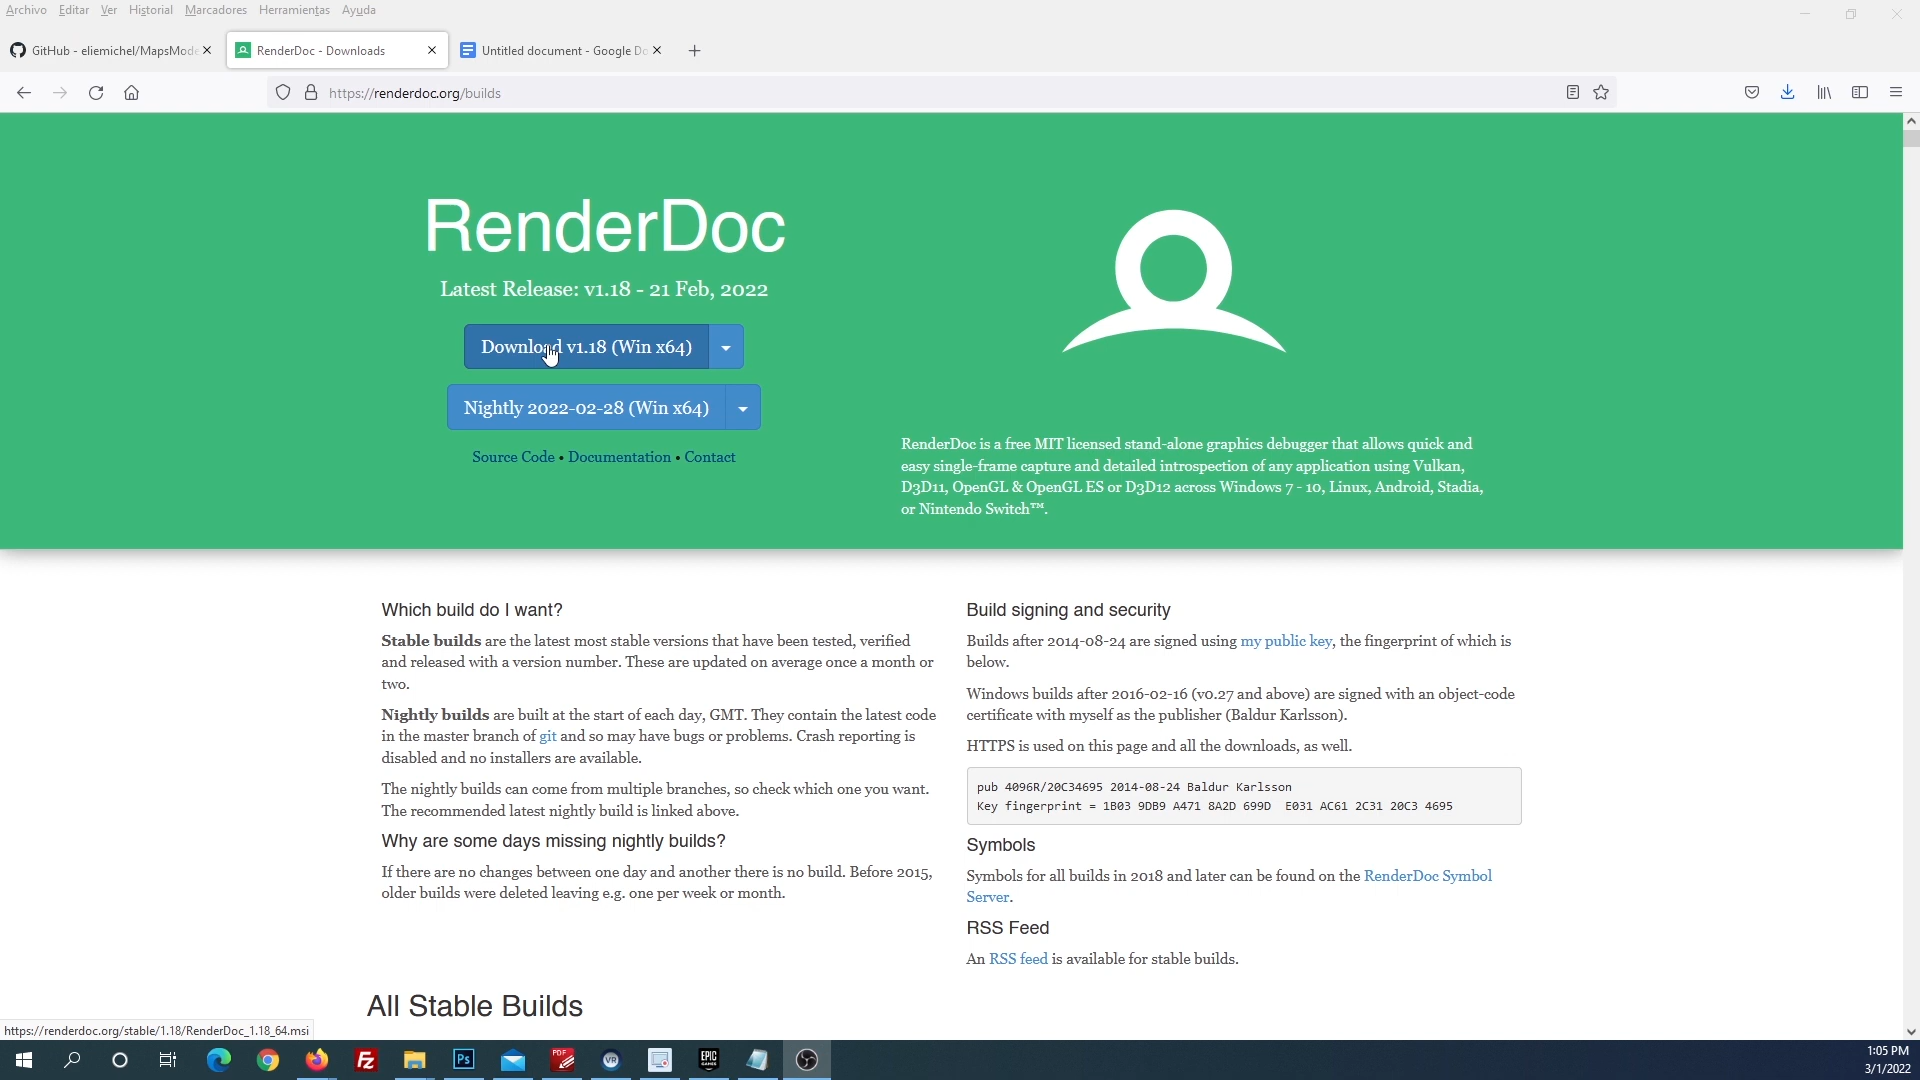 Archivo Editar Ver Historial Marcadores Herramientas Ayuda
GitHub - eliemichel/MapsMode
RenderDoc - Downloads
Untitled document - Google Do
https://renderdoc.org/builds
RenderDoc
Latest Release: v1.18 - 21 Feb, 2022
Download v1.18 (Win x64)
Nightly 2022-02-28 (Win x64)
Source Code • Documentation • Contact
RenderDoc is a free MIT licensed stand-alone graphics debugger that allows quick and
easy single-frame capture and detailed introspection of any application using Vulkan,
D3D11, OpenGL & OpenGL ES or D3D12 across Windows 7 - 10, Linux, Android, Stadia,
or Nintendo Switch™.
Which build do I want?
Stable builds are the latest most stable versions that have been tested, verified
and released with a version number. These are updated on average once a month or
two.
Nightly builds are built at the start of each day, GMT. They contain the latest code
in the master branch of git and so may have bugs or problems. Crash reporting is
disabled and no installers are available.
The nightly builds can come from multiple branches, so check which one you want.
The recommended latest nightly build is linked above.
Why are some days missing nightly builds?
If there are no changes between one day and another there is no build. Before 2015,
older builds were deleted leaving e.g. one per week or month.
Build signing and security
Builds after 2014-08-24 are signed using my public key, the fingerprint of which is
below.
Windows builds after 2016-02-16 (v0.27 and above) are signed with an object-code
certificate with myself as the publisher (Baldur Karlsson).
HTTPS is used on this page and all the downloads, as well.
pub 4096R/20C34695 2014-08-24 Baldur Karlsson
Key fingerprint = 1B03 9DB9 A471 8A2D 699D E031 AC61 2C31 20C3 4695
Symbols
Symbols for all builds in 2018 and later can be found on the RenderDoc Symbol
Server.
RSS Feed
An RSS feed is available for stable builds.
All Stable Builds
https://renderdoc.org/stable/1.18/RenderDoc_1.18_64.msi
Fz
Ps
PDF
VR
EPIC
GAMES
1:05 PM
3/1/2022